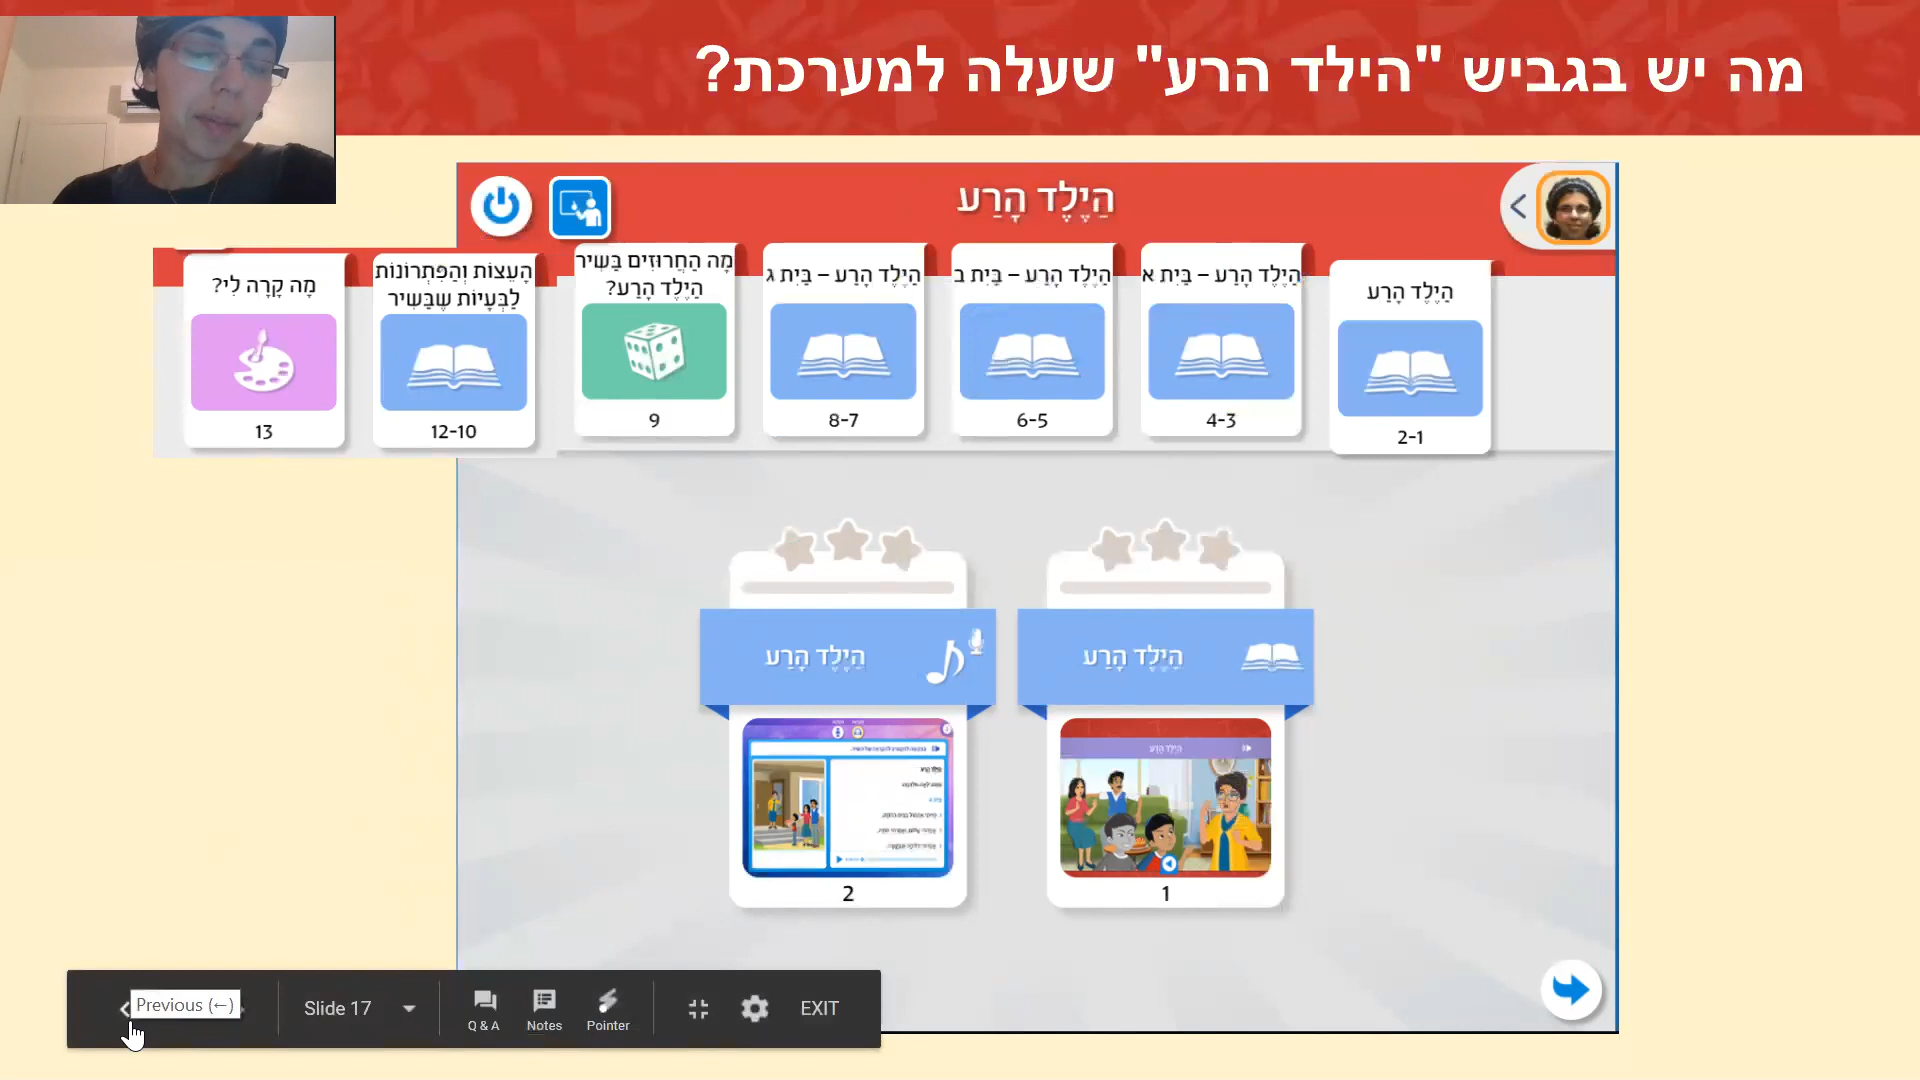 מה יש בגביש "הילד הרע" שעלה למערכת?
הַיֶּלֶד הָרַע
הַיֶּלֶד הָרַע
2-1
הַיֶּלֶד הָרַע – בַּיִת א
4-3
הַיֶּלֶד הָרַע – בַּיִת ב
6-5
הַיֶּלֶד הָרַע – בַּיִת ג
8-7
מָה הַחֲרוּזִים בַּשִּׁיר
הַיֶּלֶד הָרַע?
9
הָעֵצוֹת וְהַפִּתְרוֹנוֹת
לַבְּעָיוֹת שֶׁבַּשִּׁיר
12-10
מָה קָרָה לִי?
13
הַיֶּלֶד הָרַע
הַיֶּלֶד הָרַע
1
הַיֶּלֶד הָרַע
2
Previous (←)
Slide 17
Q & A
Notes
Pointer
EXIT